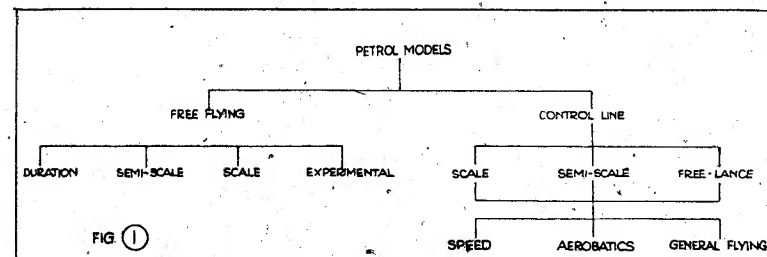 PETROL MODELS
FREE FLYING CONTROL LINE
DURATION SEMI-SCALE SCALE EXPERIMENTAL SCALE SEMI-SCALE FREE-LANCE
FIG 1 SPEED AEROBATICS GENERAL FLYING